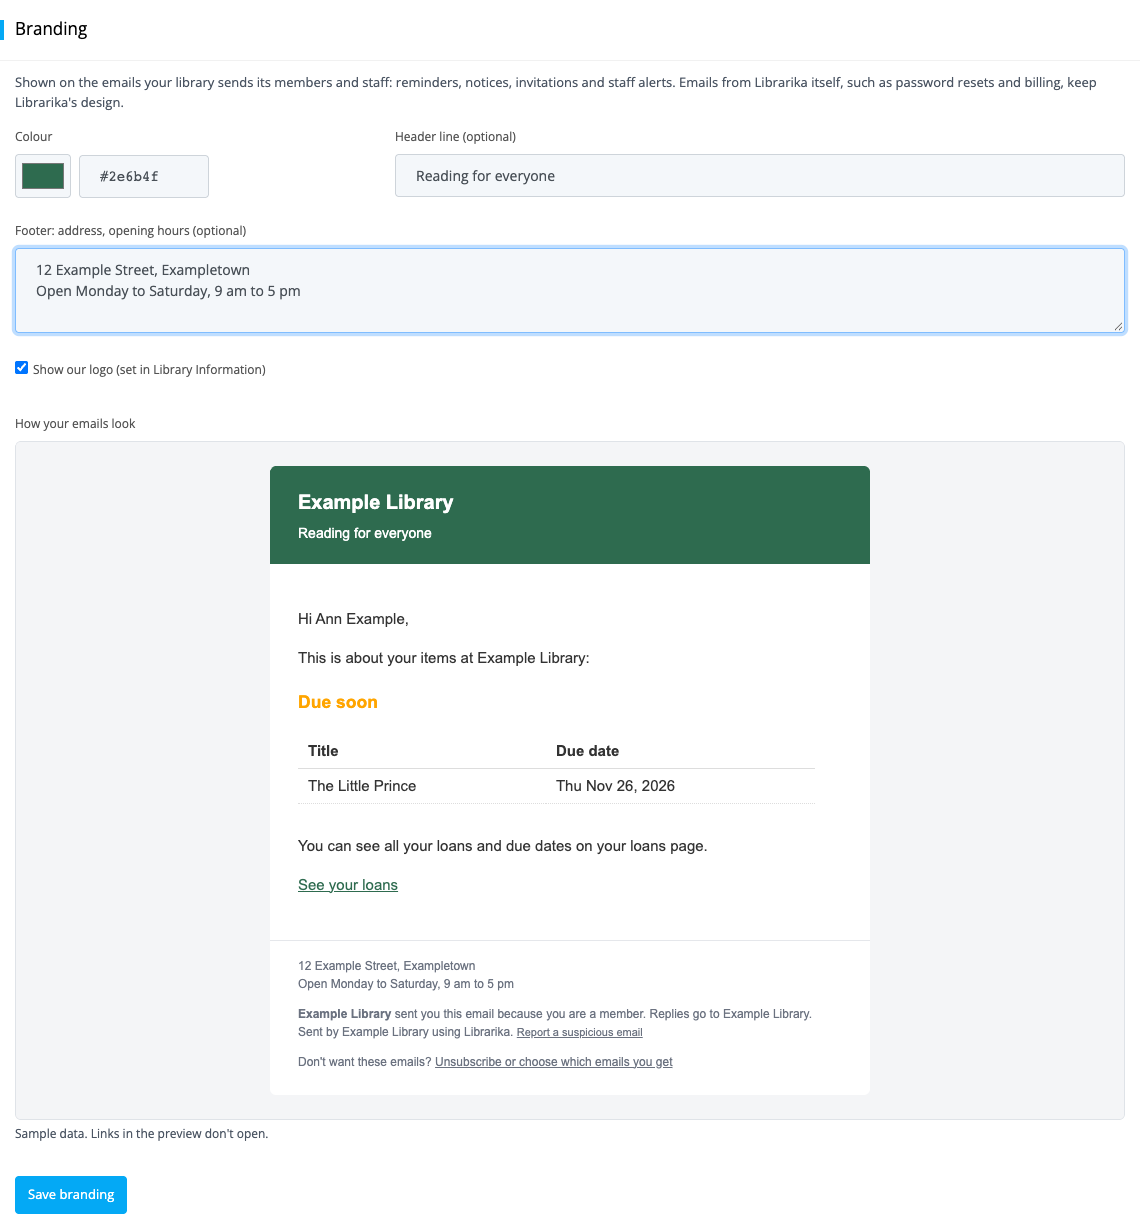 Branding
Shown on the emails your library sends its members and staff: reminders, notices, invitations and staff alerts. Emails from Librarika itself, such as password resets and billing, keep
Librarika's design.
Colour
Header line (optional)
#2e6b4f
Reading for everyone
Footer: address, opening hours (optional)
12 Example Street, Exampletown
Open Monday to Saturday, 9 am to 5 pm
Show our logo (set in Library Information)
How your emails look
Example Library
Reading for everyone
Hi Ann Example,
This is about your items at Example Library:
Due soon
Title Due date
The Little Prince Thu Nov 26, 2026
You can see all your loans and due dates on your loans page.
See your loans
12 Example Street, Exampletown
Open Monday to Saturday, 9 am to 5 pm
Example Library sent you this email because you are a member. Replies go to Example Library.
Sent by Example Library using Librarika. Report a suspicious email
Don't want these emails? Unsubscribe or choose which emails you get
Sample data. Links in the preview don't open.
Save branding